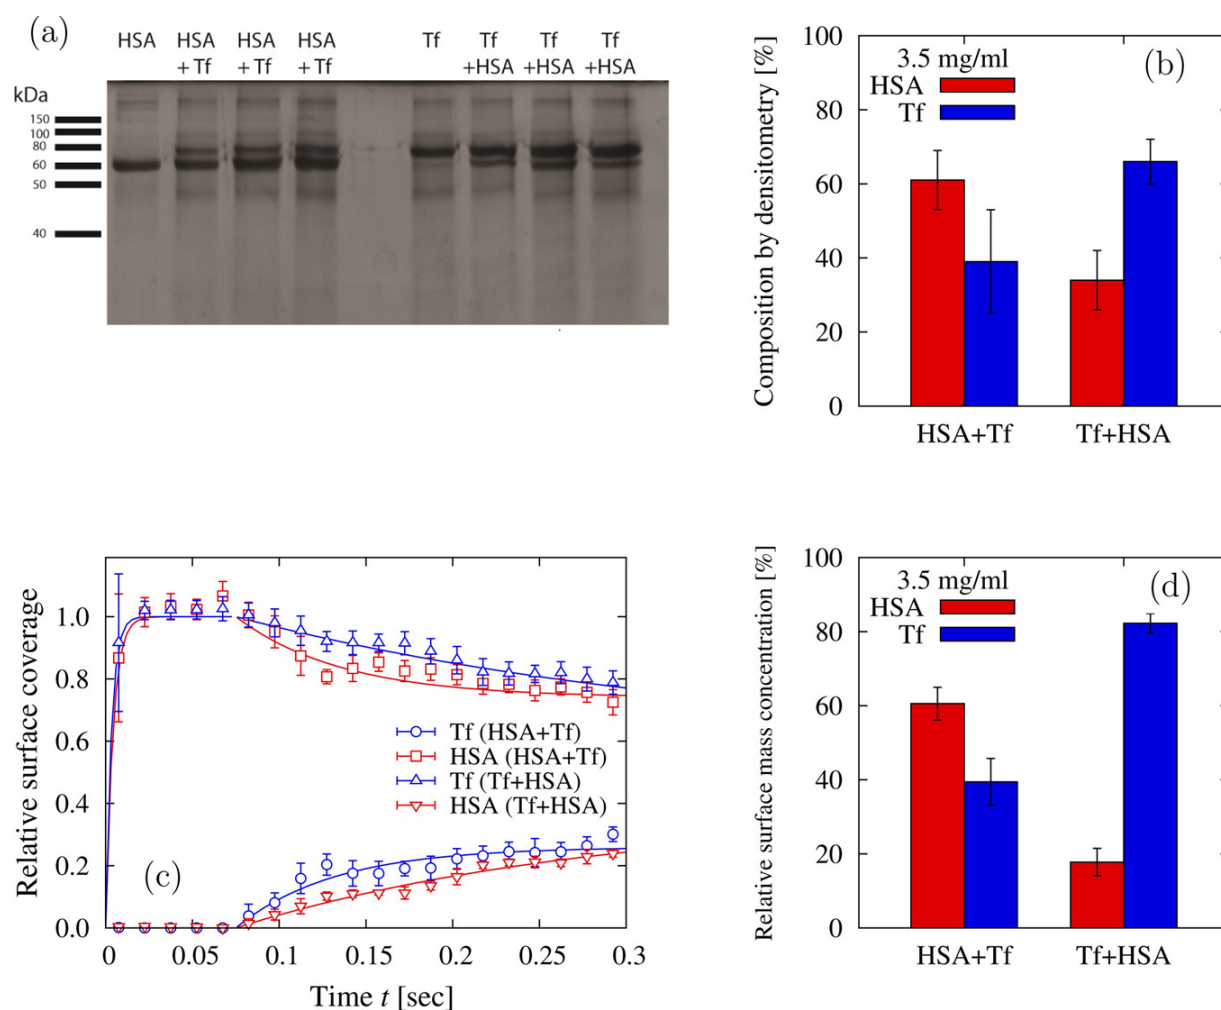 (a)
HSA HSA HSA HSA Tf Tf Tf Tf
+ Tf + Tf + Tf +HSA +HSA +HSA
kDa
150
100
80
60
50
40
(b)
Composition by densitometry [%]
100
80
60
40
20
0
3.5 mg/ml
HSA
Tf
HSA+Tf Tf+HSA
(c)
Relative surface coverage
1.0
0.8
0.6
0.4
0.2
0.0
Tf (HSA+Tf)
HSA (HSA+Tf)
Tf (Tf+HSA)
HSA (Tf+HSA)
0 0.05 0.1 0.15 0.2 0.25 0.3
Time t [sec]
(d)
Relative surface mass concentration [%]
100
80
60
40
20
0
3.5 mg/ml
HSA
Tf
HSA+Tf Tf+HSA